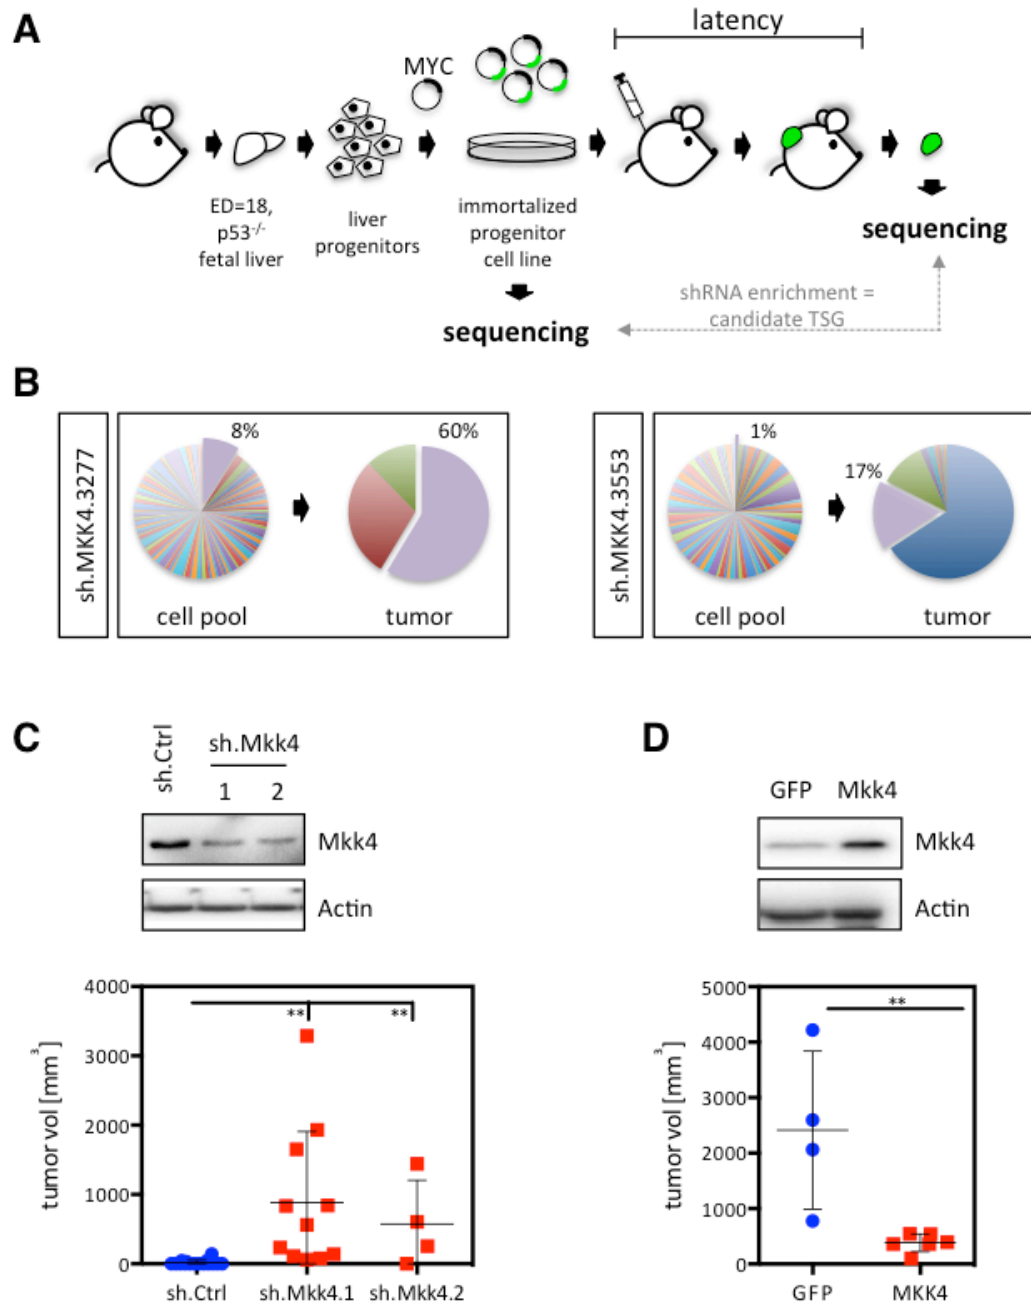 A
latency
MYC
ED=18,
p53-/-
fetal liver
liver
progenitors
immortalized
progenitor
cell line
sequencing
sequencing
shRNA enrichment =
candidate TSG
B
sh.MKK4.3277
8%
60%
cell pool
tumor
sh.MKK4.3553
1%
17%
cell pool
tumor
C
sh.Ctrl
sh.Mkk4
1 2
Mkk4
Actin
tumor vol [mm³]
4000
3000
2000
1000
0
** **
sh.Ctrl sh.Mkk4.1 sh.Mkk4.2
D
GFP Mkk4
Mkk4
Actin
tumor vol [mm³]
5000
4000
3000
2000
1000
0
**
GFP MKK4